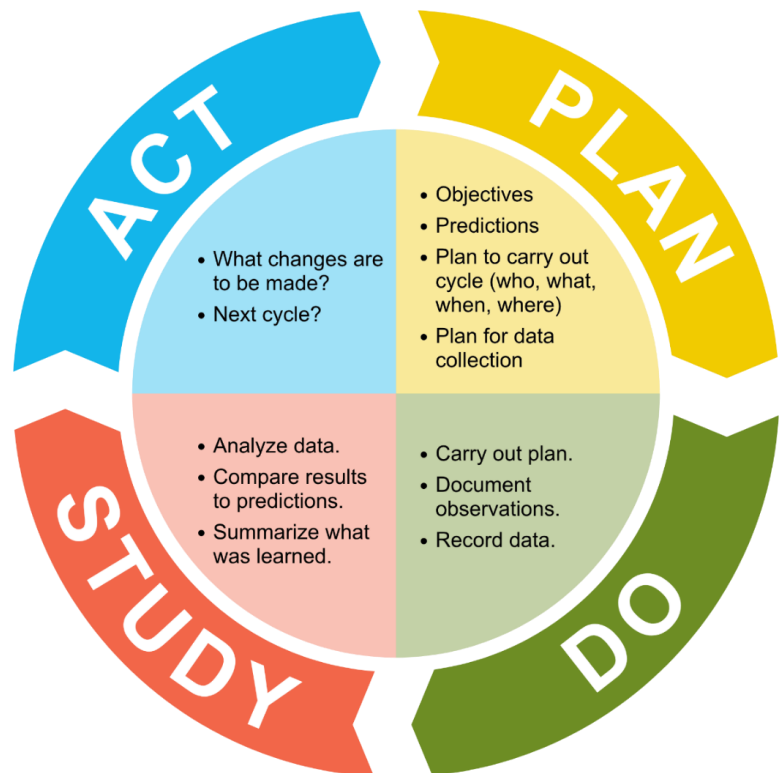 ACT
• What changes are
to be made?
• Next cycle?
PLAN
• Objectives
• Predictions
• Plan to carry out
cycle (who, what,
when, where)
• Plan for data
collection
STUDY
• Analyze data.
• Compare results
to predictions.
• Summarize what
was learned.
DO
• Carry out plan.
• Document
observations.
• Record data.